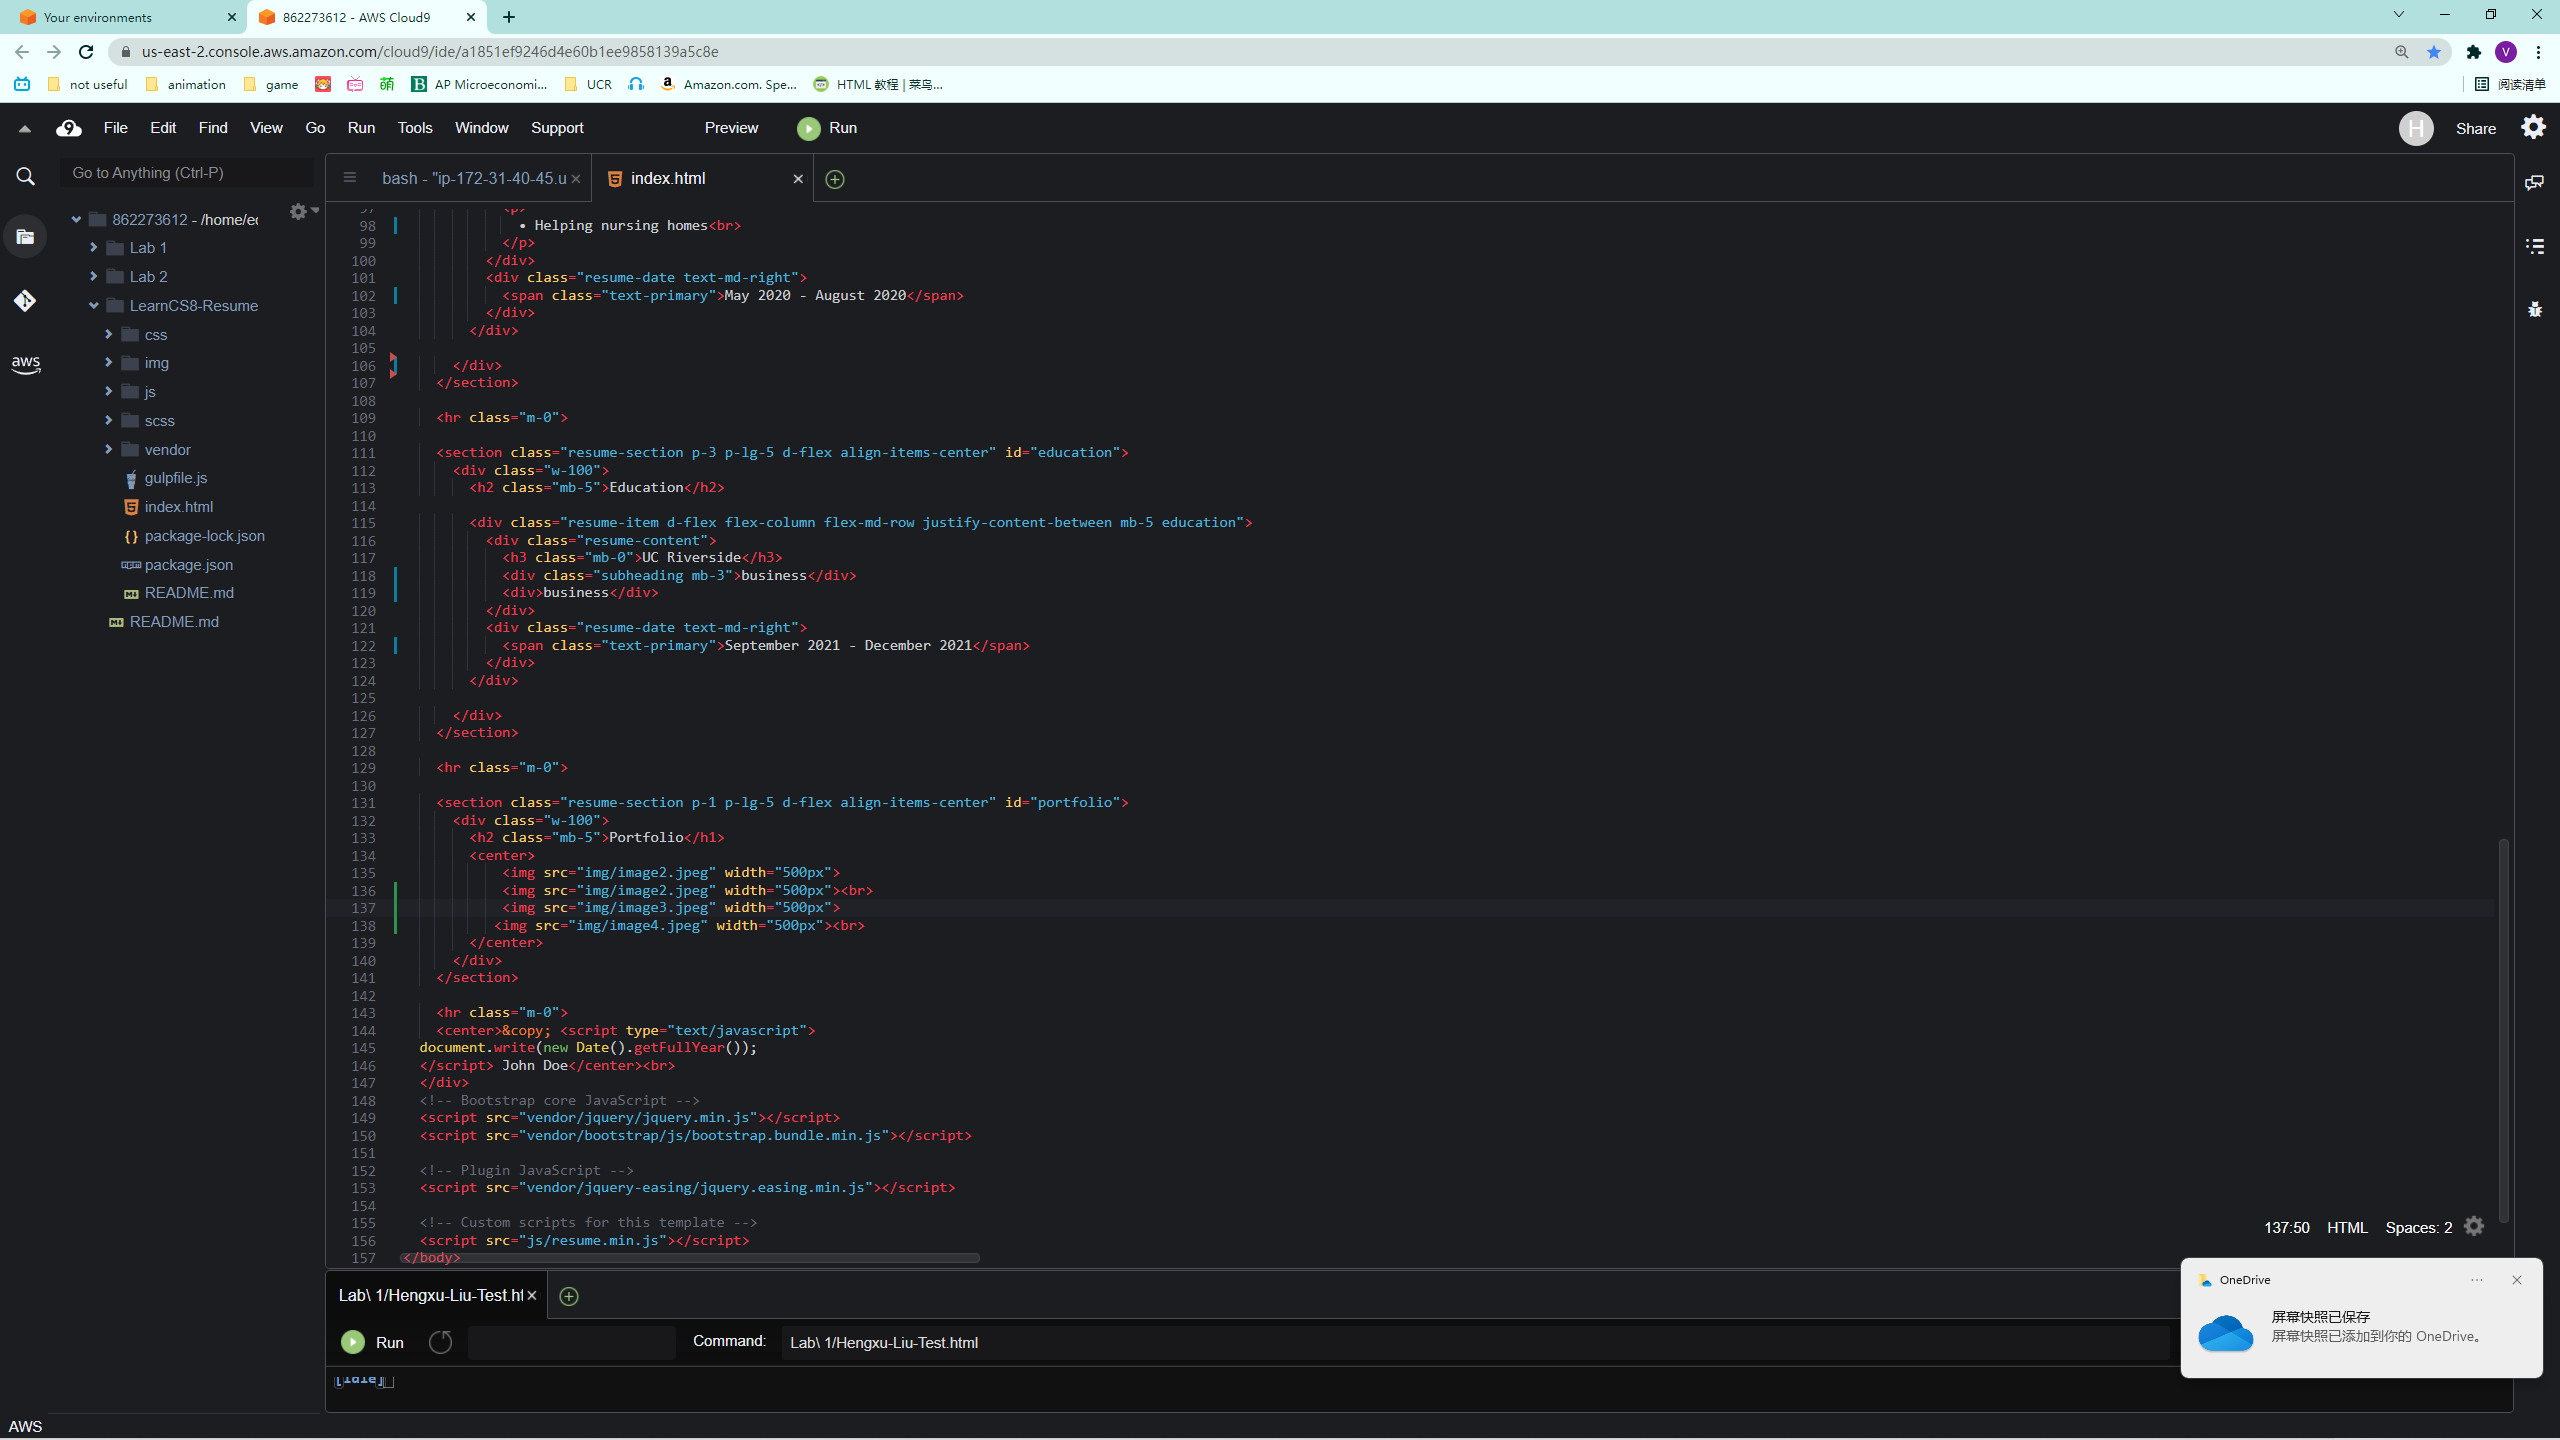 Your environments
862273612 - AWS Cloud9
us-east-2.console.aws.amazon.com/cloud9/ide/a1851ef9246d4e60b1ee9858139a5c8e
V
not useful
animation
game
萌
B AP Microeconomi...
UCR
Amazon.com. Spe...
HTML 教程 | 菜鸟...
阅读清单
File Edit Find View Go Run Tools Window Support Preview Run
H Share
Go to Anything (Ctrl-P)
bash - "ip-172-31-40-45.u
index.html
862273612 - /home/ec
Lab 1
Lab 2
LearnCS8-Resume
css
img
js
scss
vendor
gulpfile.js
index.html
package-lock.json
package.json
README.md
README.md
aws
97 <p>
98 • Helping nursing homes<br>
99 </p>
100 </div>
101 <div class="resume-date text-md-right">
102 <span class="text-primary">May 2020 - August 2020</span>
103 </div>
104 </div>
105
106 </div>
107 </section>
108
109 <hr class="m-0">
110
111 <section class="resume-section p-3 p-lg-5 d-flex align-items-center" id="education">
112 <div class="w-100">
113 <h2 class="mb-5">Education</h2>
114
115 <div class="resume-item d-flex flex-column flex-md-row justify-content-between mb-5 education">
116 <div class="resume-content">
117 <h3 class="mb-0">UC Riverside</h3>
118 <div class="subheading mb-3">business</div>
119 <div>business</div>
120 </div>
121 <div class="resume-date text-md-right">
122 <span class="text-primary">September 2021 - December 2021</span>
123 </div>
124 </div>
125
126 </div>
127 </section>
128
129 <hr class="m-0">
130
131 <section class="resume-section p-1 p-lg-5 d-flex align-items-center" id="portfolio">
132 <div class="w-100">
133 <h2 class="mb-5">Portfolio</h1>
134 <center>
135 <img src="img/image2.jpeg" width="500px">
136 <img src="img/image2.jpeg" width="500px"><br>
137 <img src="img/image3.jpeg" width="500px">
138 <img src="img/image4.jpeg" width="500px"><br>
139 </center>
140 </div>
141 </section>
142
143 <hr class="m-0">
144 <center>&copy; <script type="text/javascript">
145 document.write(new Date().getFullYear());
146 </script> John Doe</center><br>
147 </div>
148 <!-- Bootstrap core JavaScript -->
149 <script src="vendor/jquery/jquery.min.js"></script>
150 <script src="vendor/bootstrap/js/bootstrap.bundle.min.js"></script>
151
152 <!-- Plugin JavaScript -->
153 <script src="vendor/jquery-easing/jquery.easing.min.js"></script>
154
155 <!-- Custom scripts for this template -->
156 <script src="js/resume.min.js"></script>
157 </body>
137:50 HTML Spaces: 2
Lab\ 1/Hengxu-Liu-Test.ht
Run
Command: Lab\ 1/Hengxu-Liu-Test.html
[Idle]
OneDrive
屏幕快照已保存
屏幕快照已添加到你的 OneDrive。
AWS